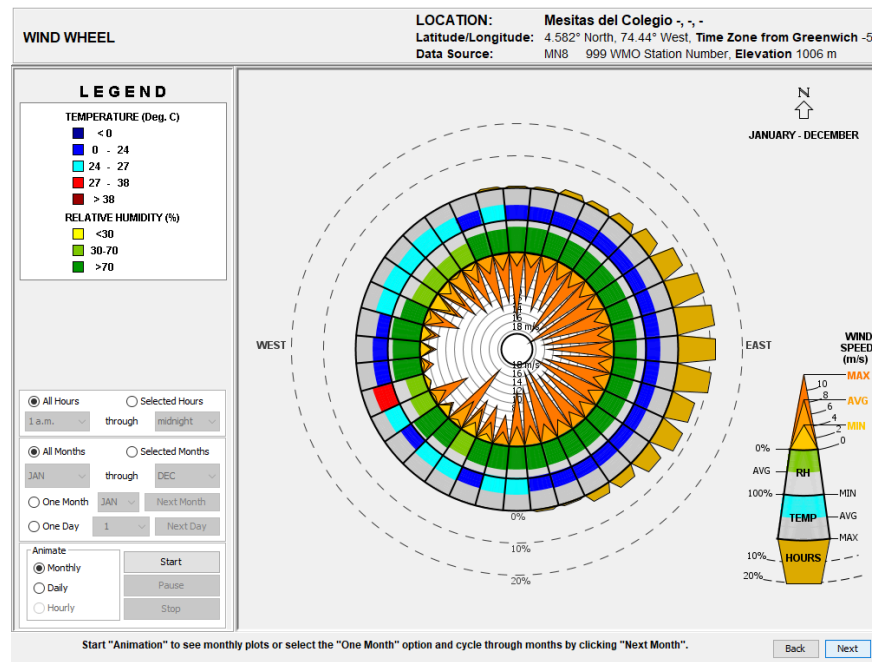 WIND WHEEL
LOCATION: Mesitas del Colegio -, -, -
Latitude/Longitude: 4.582° North, 74.44° West, Time Zone from Greenwich -5
Data Source: MN8 999 WMO Station Number, Elevation 1006 m
LEGEND
TEMPERATURE (Deg. C)
< 0
0 - 24
24 - 27
27 - 38
> 38
RELATIVE HUMIDITY (%)
<30
30-70
>70
All Hours Selected Hours
1 a.m. through midnight
All Months Selected Months
JAN through DEC
One Month JAN Next Month
One Day 1 Next Day
Animate
Monthly
Daily
Hourly
Start
Pause
Stop
N
JANUARY - DECEMBER
WEST
EAST
16
18 m/s
18 m/s
16
14
12
10
0%
10%
20%
WIND
SPEED
(m/s)
MAX
AVG
MIN
10
8
6
4
2
0
0%
AVG
100%
RH
MIN
TEMP
AVG
MAX
10%
HOURS
20%
Start "Animation" to see monthly plots or select the "One Month" option and cycle through months by clicking "Next Month".
Back
Next